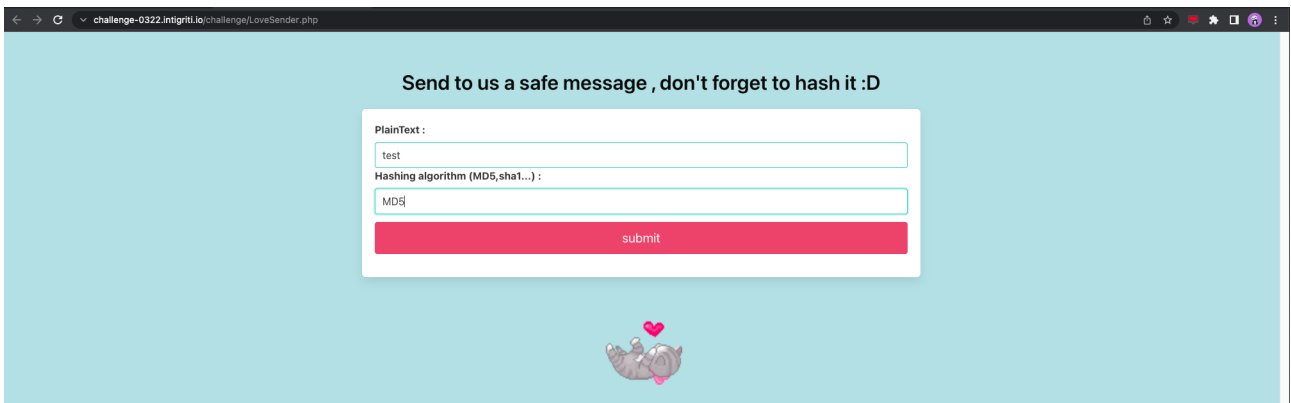 challenge-0322.intigriti.io/challenge/LoveSender.php
Send to us a safe message , don't forget to hash it :D
PlainText :
test
Hashing algorithm (MD5,sha1...) :
MD5
submit